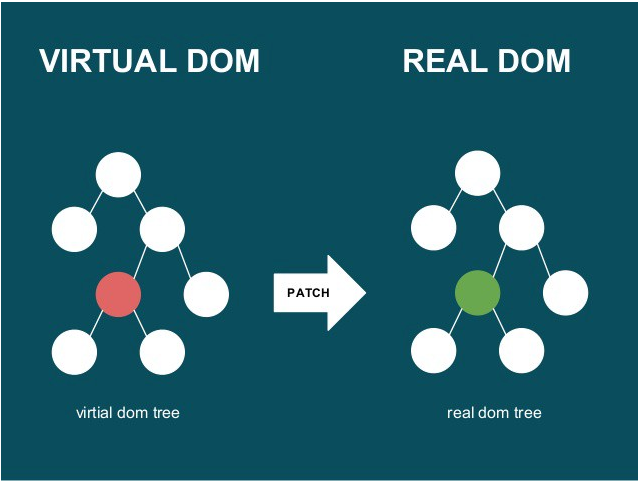 VIRTUAL DOM
REAL DOM
PATCH
virtial dom tree
real dom tree